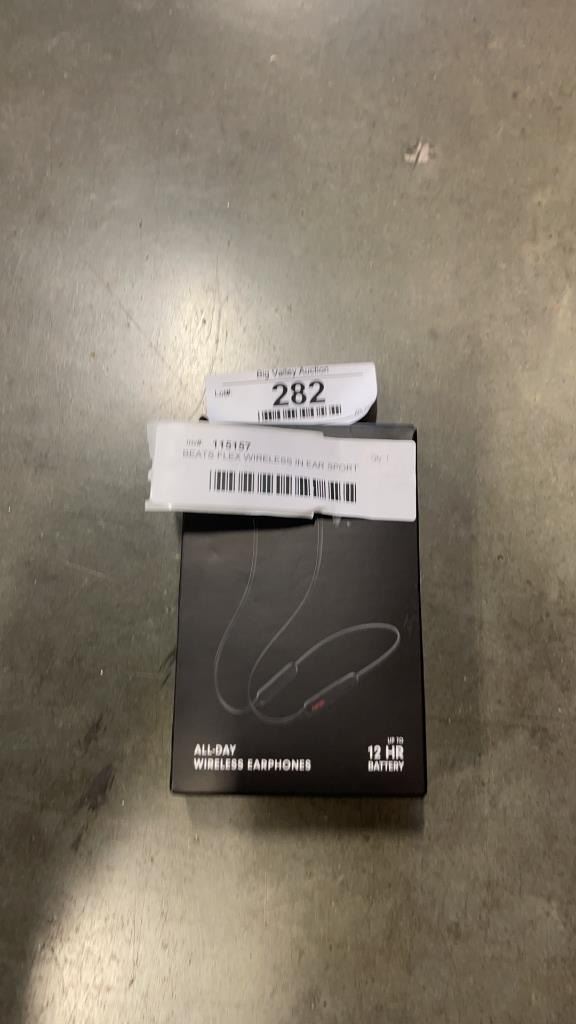 Big Valley Auction
Lot#
282
Inv# 115157
Qty 1
BEATS FLEX WIRELESS IN EAR SPORT
ALL-DAY
WIRELESS EARPHONES
UP TO
12 HR
BATTERY